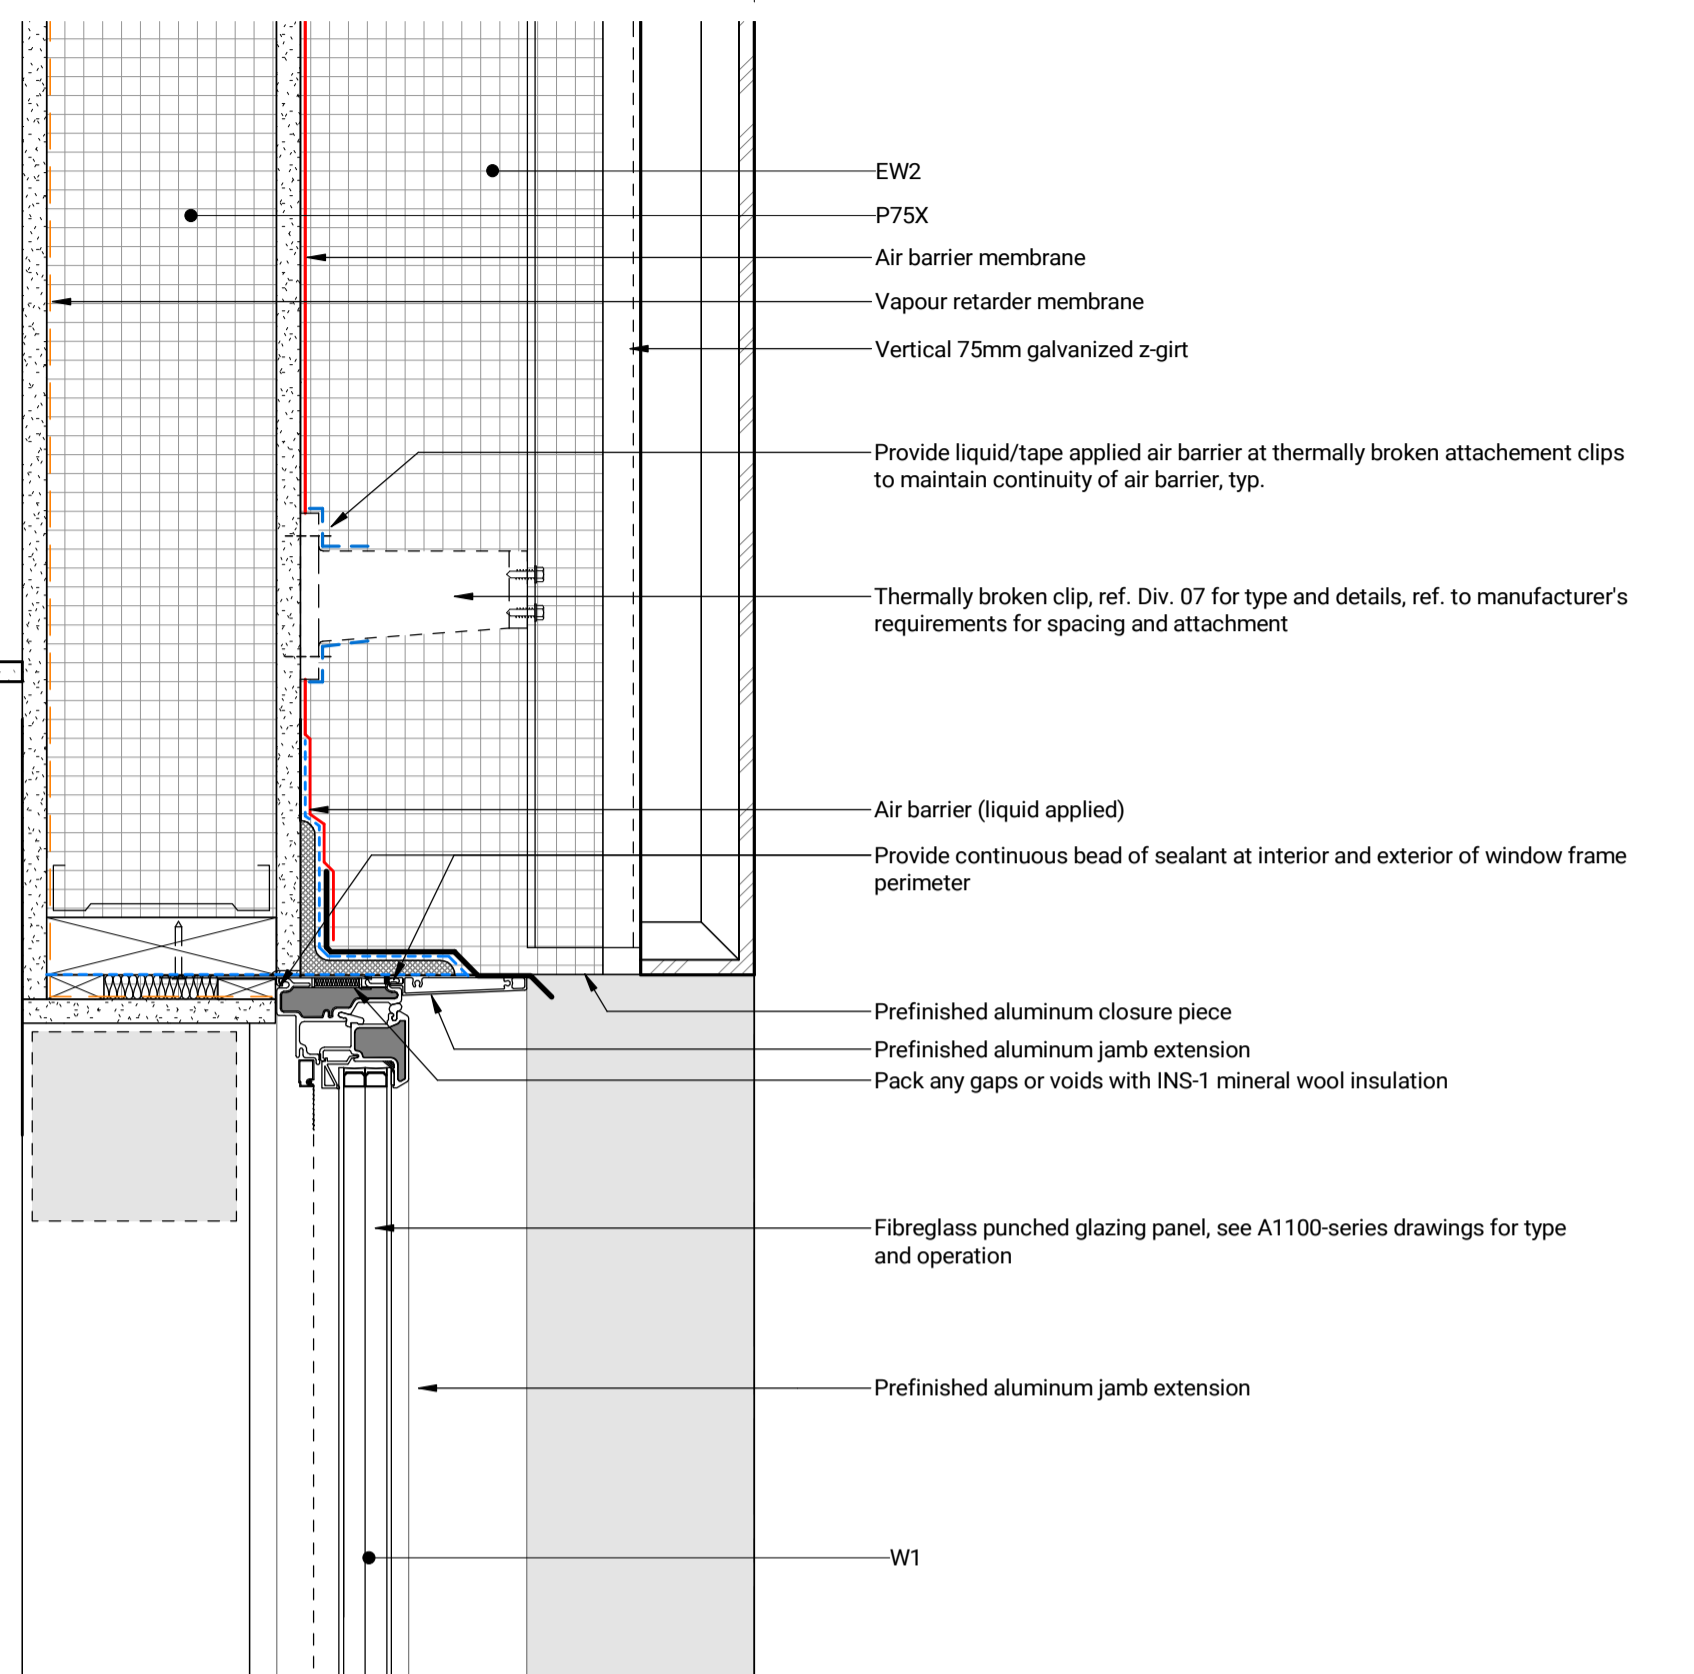 EW2
P75X
Air barrier membrane
Vapour retarder membrane
Vertical 75mm galvanized z-girt
Provide liquid/tape applied air barrier at thermally broken attachement clips
to maintain continuity of air barrier, typ.
Thermally broken clip, ref. Div. 07 for type and details, ref. to manufacturer's
requirements for spacing and attachment
Air barrier (liquid applied)
Provide continuous bead of sealant at interior and exterior of window frame
perimeter
Prefinished aluminum closure piece
Prefinished aluminum jamb extension
Pack any gaps or voids with INS-1 mineral wool insulation
Fibreglass punched glazing panel, see A1100-series drawings for type
and operation
Prefinished aluminum jamb extension
W1